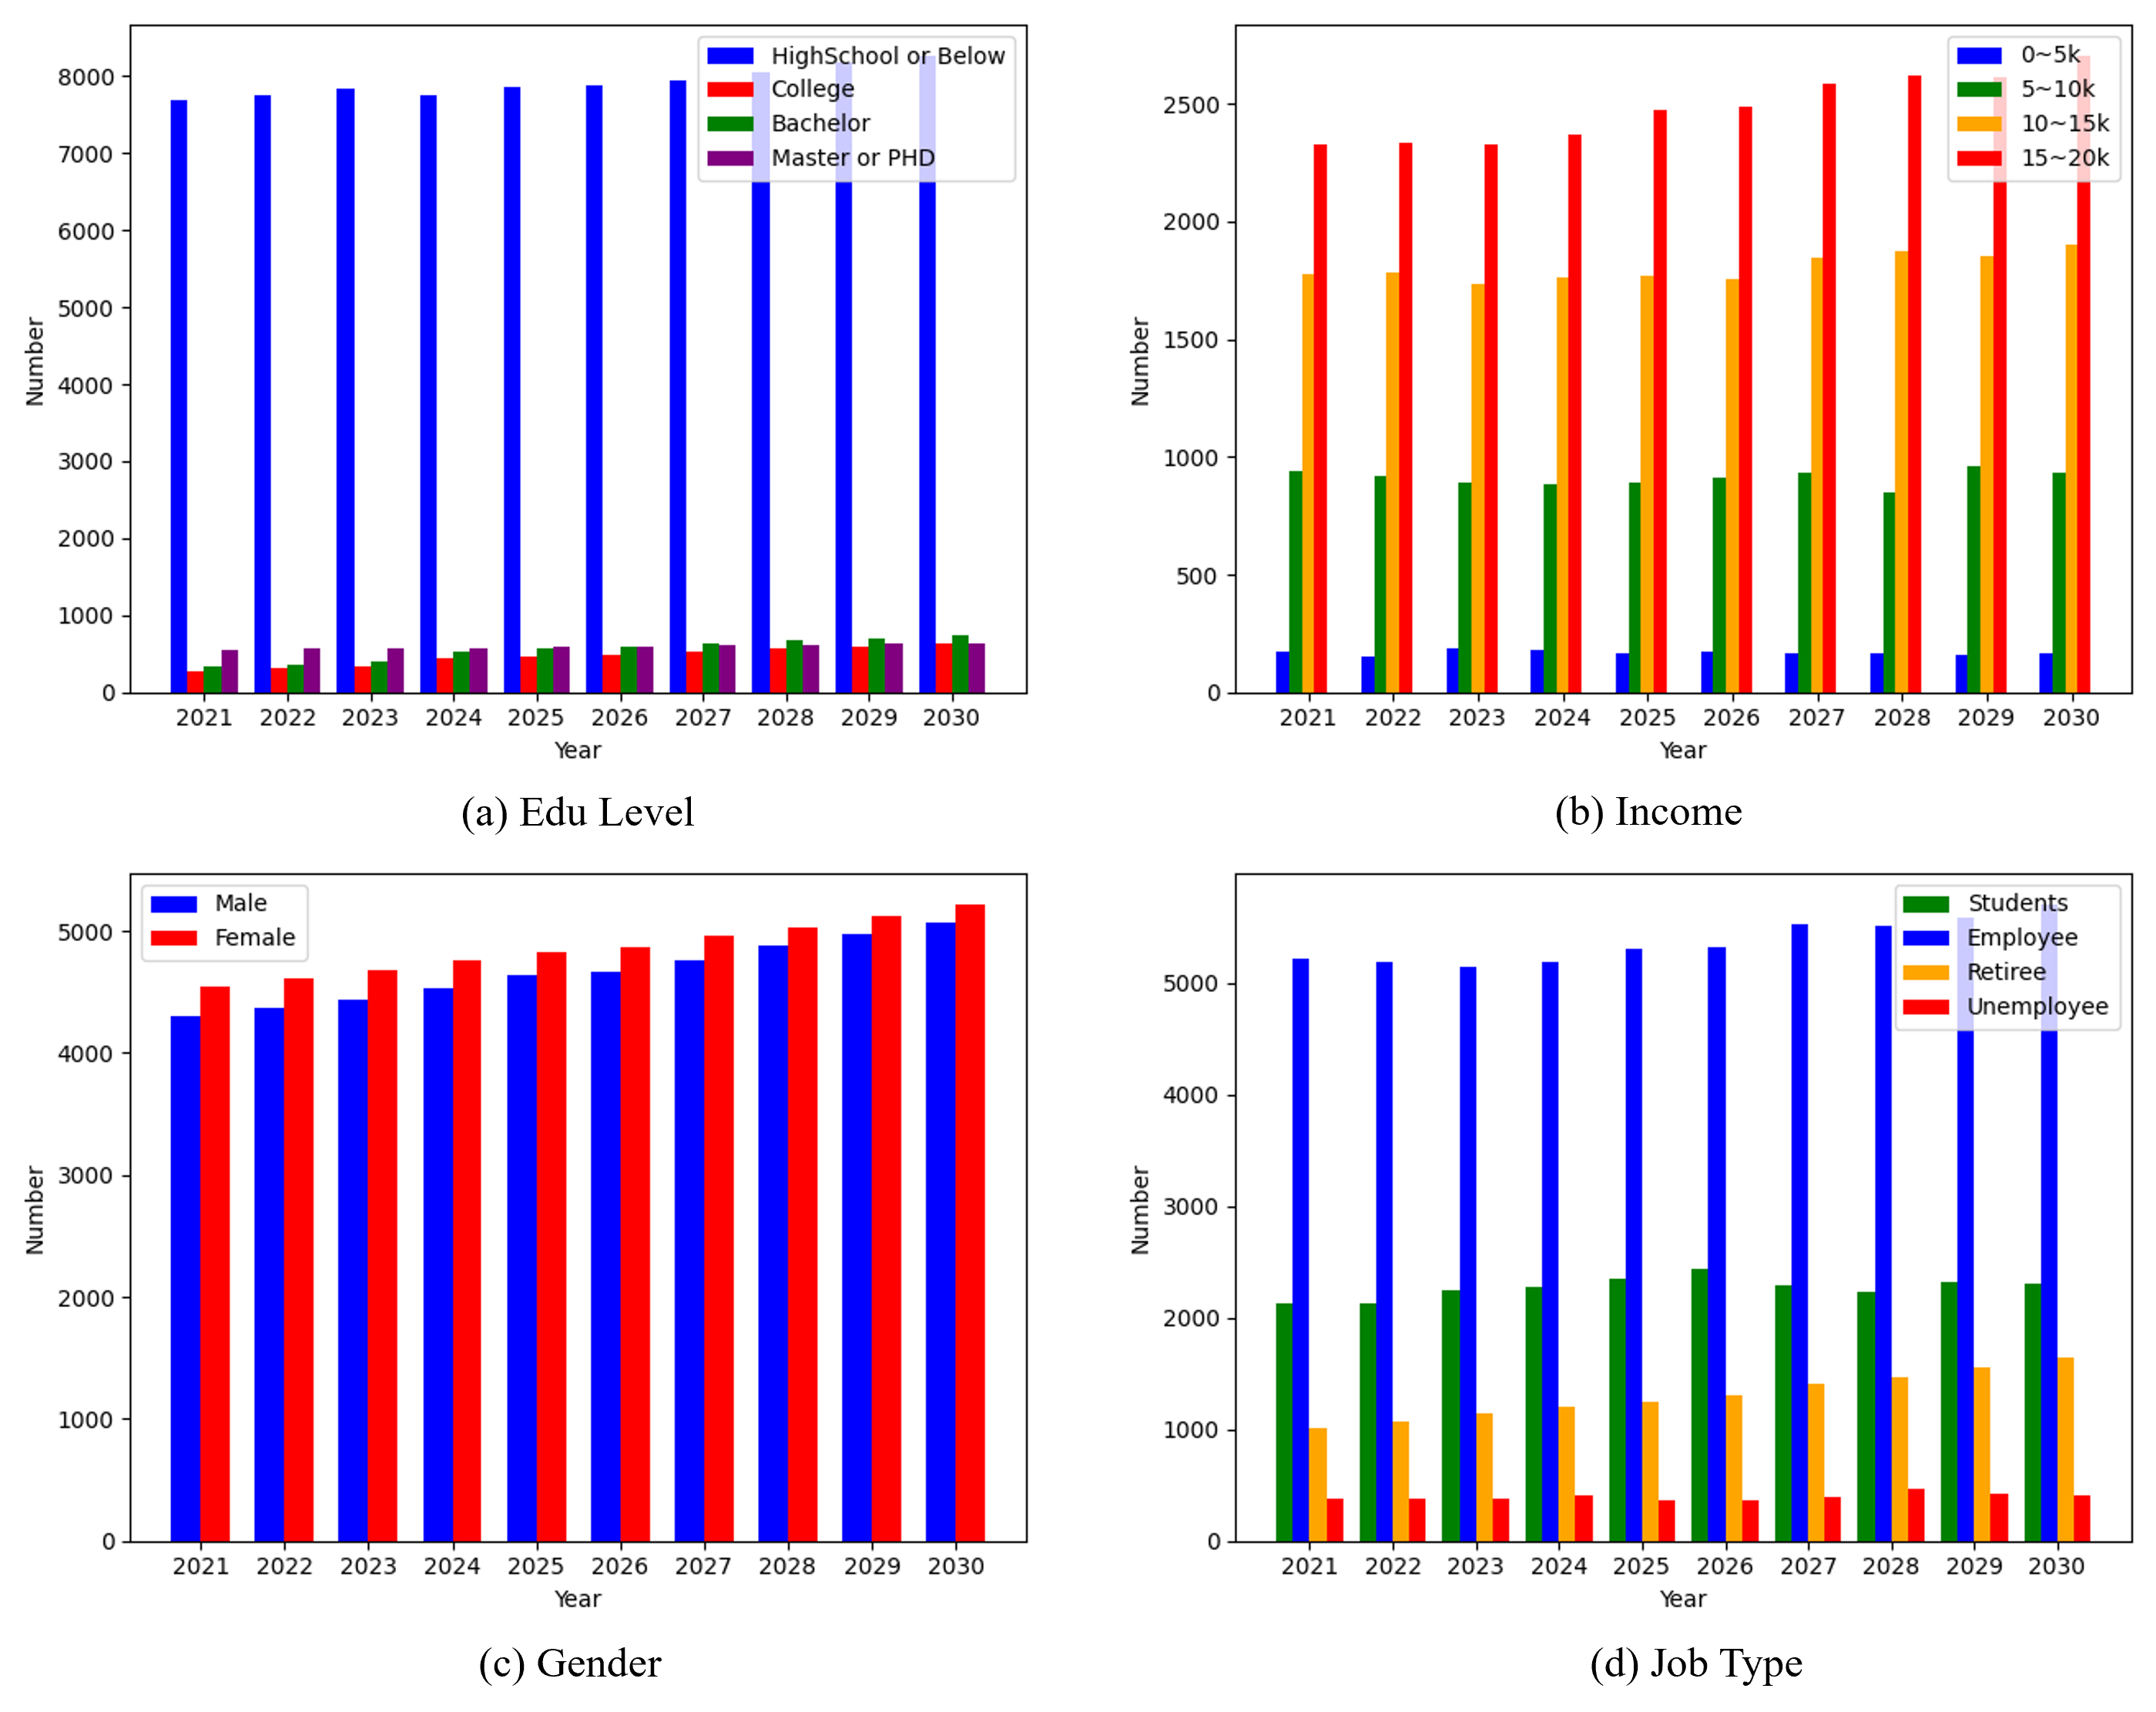 HighSchool or Below
College
Bachelor
Master or PHD
8000
7000
6000
5000
4000
3000
2000
1000
0
Number
2021 2022 2023 2024 2025 2026 2027 2028 2029 2030
Year
(a) Edu Level
0~5k
5~10k
10~15k
15~20k
2500
2000
1500
1000
500
0
Number
2021 2022 2023 2024 2025 2026 2027 2028 2029 2030
Year
(b) Income
Male
Female
5000
4000
3000
2000
1000
0
Number
2021 2022 2023 2024 2025 2026 2027 2028 2029 2030
Year
(c) Gender
Students
Employee
Retiree
Unemployee
5000
4000
3000
2000
1000
0
Number
2021 2022 2023 2024 2025 2026 2027 2028 2029 2030
Year
(d) Job Type